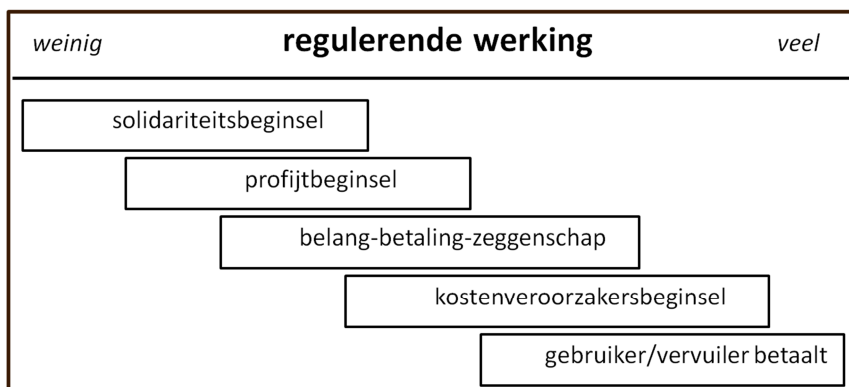 weinig regulerende werking veel
solidariteitsbeginsel
profijtbeginsel
belang-betaling-zeggenschap
kostenveroorzakersbeginsel
gebruiker/vervuiler betaalt